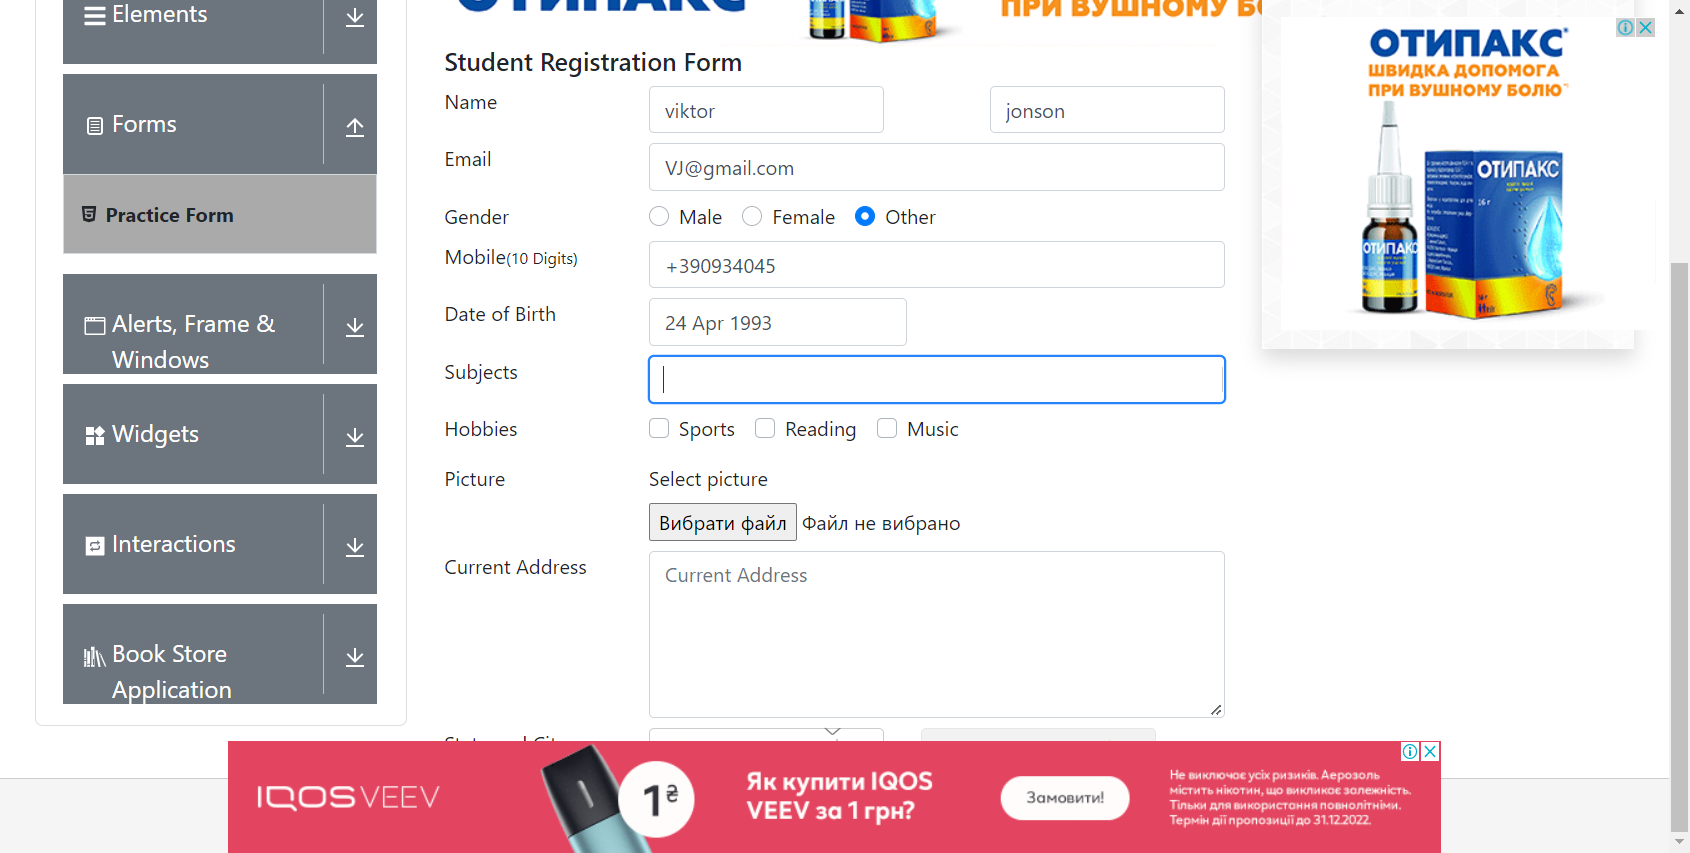 Elements
Forms
Practice Form
Alerts, Frame &
Windows
Widgets
Interactions
Book Store
Application
ОТИПАКС
ПРИ ВУШНОМУ
Student Registration Form
Name
viktor
jonson
Email
VJ@gmail.com
Gender
Male
Female
Other
Mobile(10 Digits)
+390934045
Date of Birth
24 Apr 1993
Subjects
Hobbies
Sports
Reading
Music
Picture
Select picture
Вибрати файл
Файл не вибрано
Current Address
Current Address
ОТИПАКС
ШВИДКА ДОПОМОГА
ПРИ ВУШНОМУ БОЛЮ
ОТИПАКС
16 г
ОТИПАКС
IQOS VEEV
1₴
Як купити IQOS
VEEV за 1 грн?
Замовити!
Не виключає усіх ризиків. Аерозоль
містить нікотин, що викликає залежність.
Тільки для використання повнолітніми.
Термін дії пропозиції до 31.12.2022.